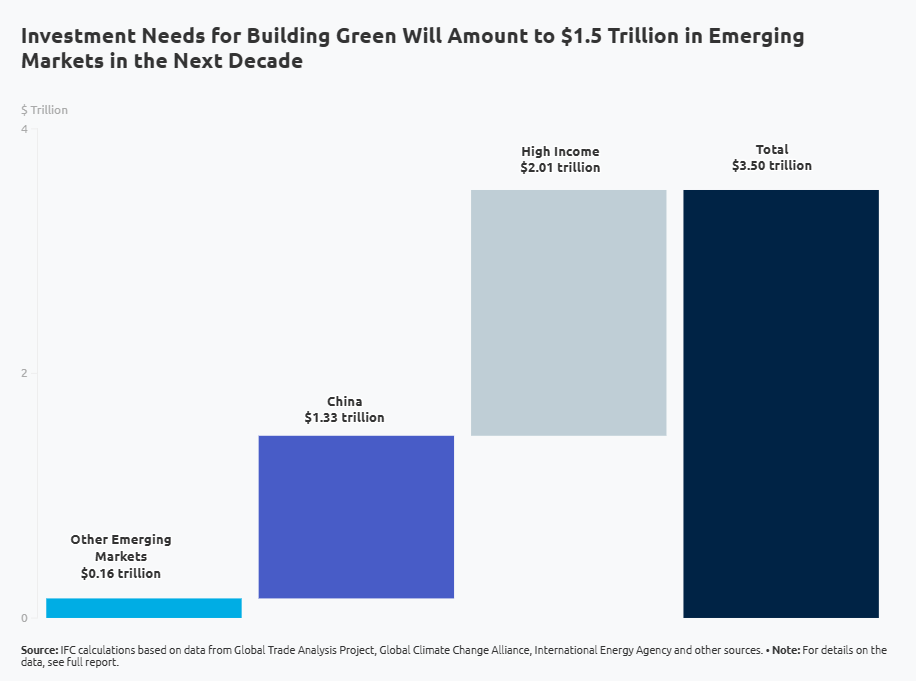 Investment Needs for Building Green Will Amount to $1.5 Trillion in Emerging
Markets in the Next Decade
$ Trillion
4
High Income
$2.01 trillion
Total
$3.50 trillion
2
China
$1.33 trillion
Other Emerging
Markets
$0.16 trillion
0
Source: IFC calculations based on data from Global Trade Analysis Project, Global Climate Change Alliance, International Energy Agency and other sources. • Note: For details on the
data, see full report.